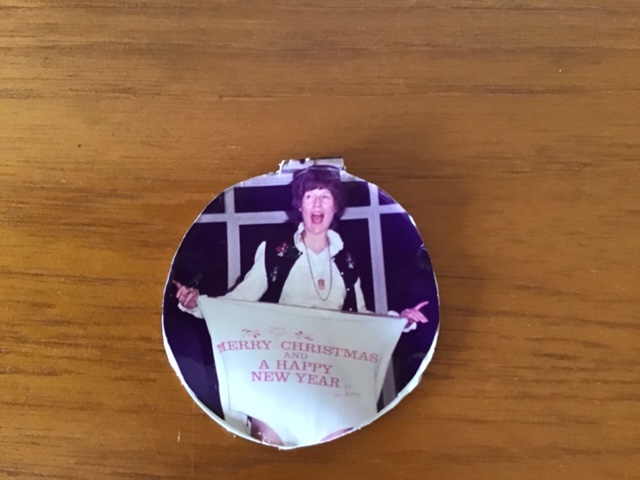 MERRY CHRISTMAS
AND
A HAPPY
NEW YEAR